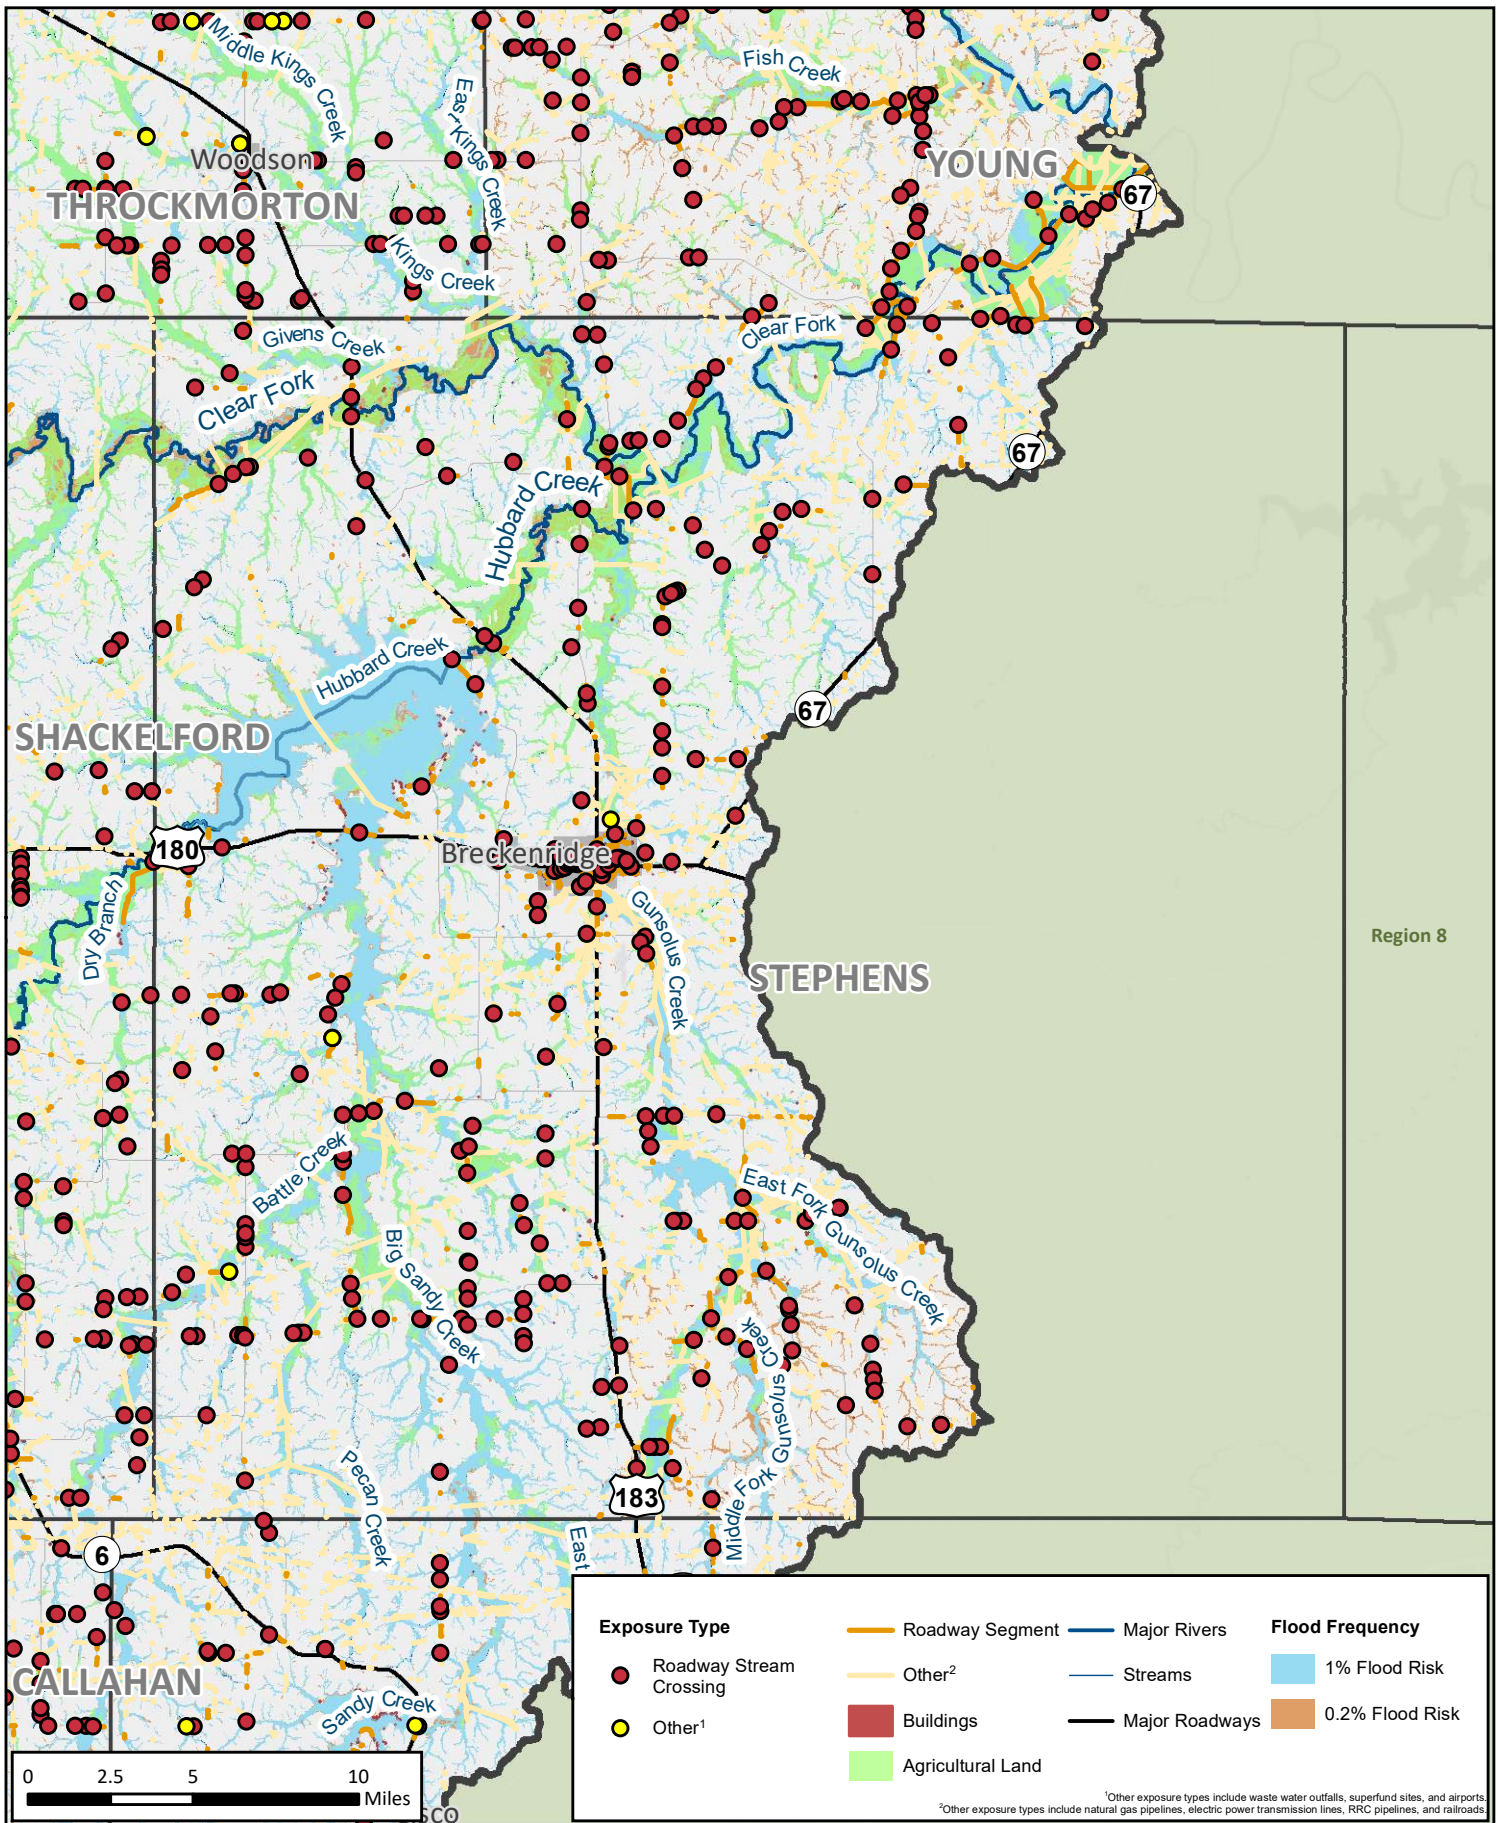 Middle Kings Creek
East Kings Creek
Fish Creek
Woodson
YOUNG
67
THROCKMORTON
Kings Creek
Givens Creek
Clear Fork
Clear Fork
67
Hubbard Creek
Hubbard Creek
67
SHACKELFORD
180
Breckenridge
Dry Branch
Gunsolus Creek
Region 8
STEPHENS
Battle Creek
East Fork Gunsolus Creek
Big Sandy Creek
Middle Fork Gunsolus Creek
Pecan Creek
183
6
East
CALLAHAN
Sandy Creek
Exposure Type
Roadway Stream
Crossing
Other1
Roadway Segment
Other2
Buildings
Agricultural Land
Major Rivers
Streams
Major Roadways
Flood Frequency
1% Flood Risk
0.2% Flood Risk
0 2.5 5 10
Miles
1Other exposure types include waste water outfalls, superfund sites, and airports.
2Other exposure types include natural gas pipelines, electric power transmission lines, RRC pipelines, and railroads.